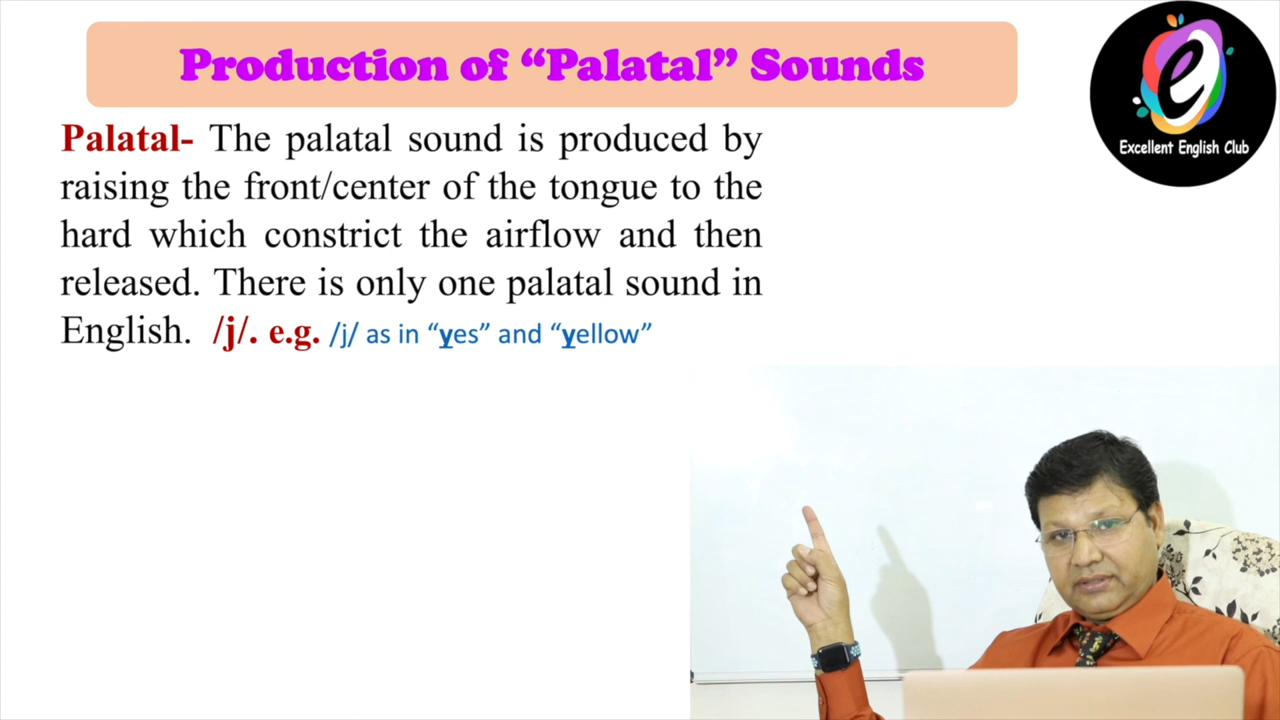 Production of “Palatal” Sounds
Excellent English Club
Palatal- The palatal sound is produced by
raising the front/center of the tongue to the
hard which constrict the airflow and then
released. There is only one palatal sound in
English. /j/. e.g. /j/ as in “yes” and “yellow”